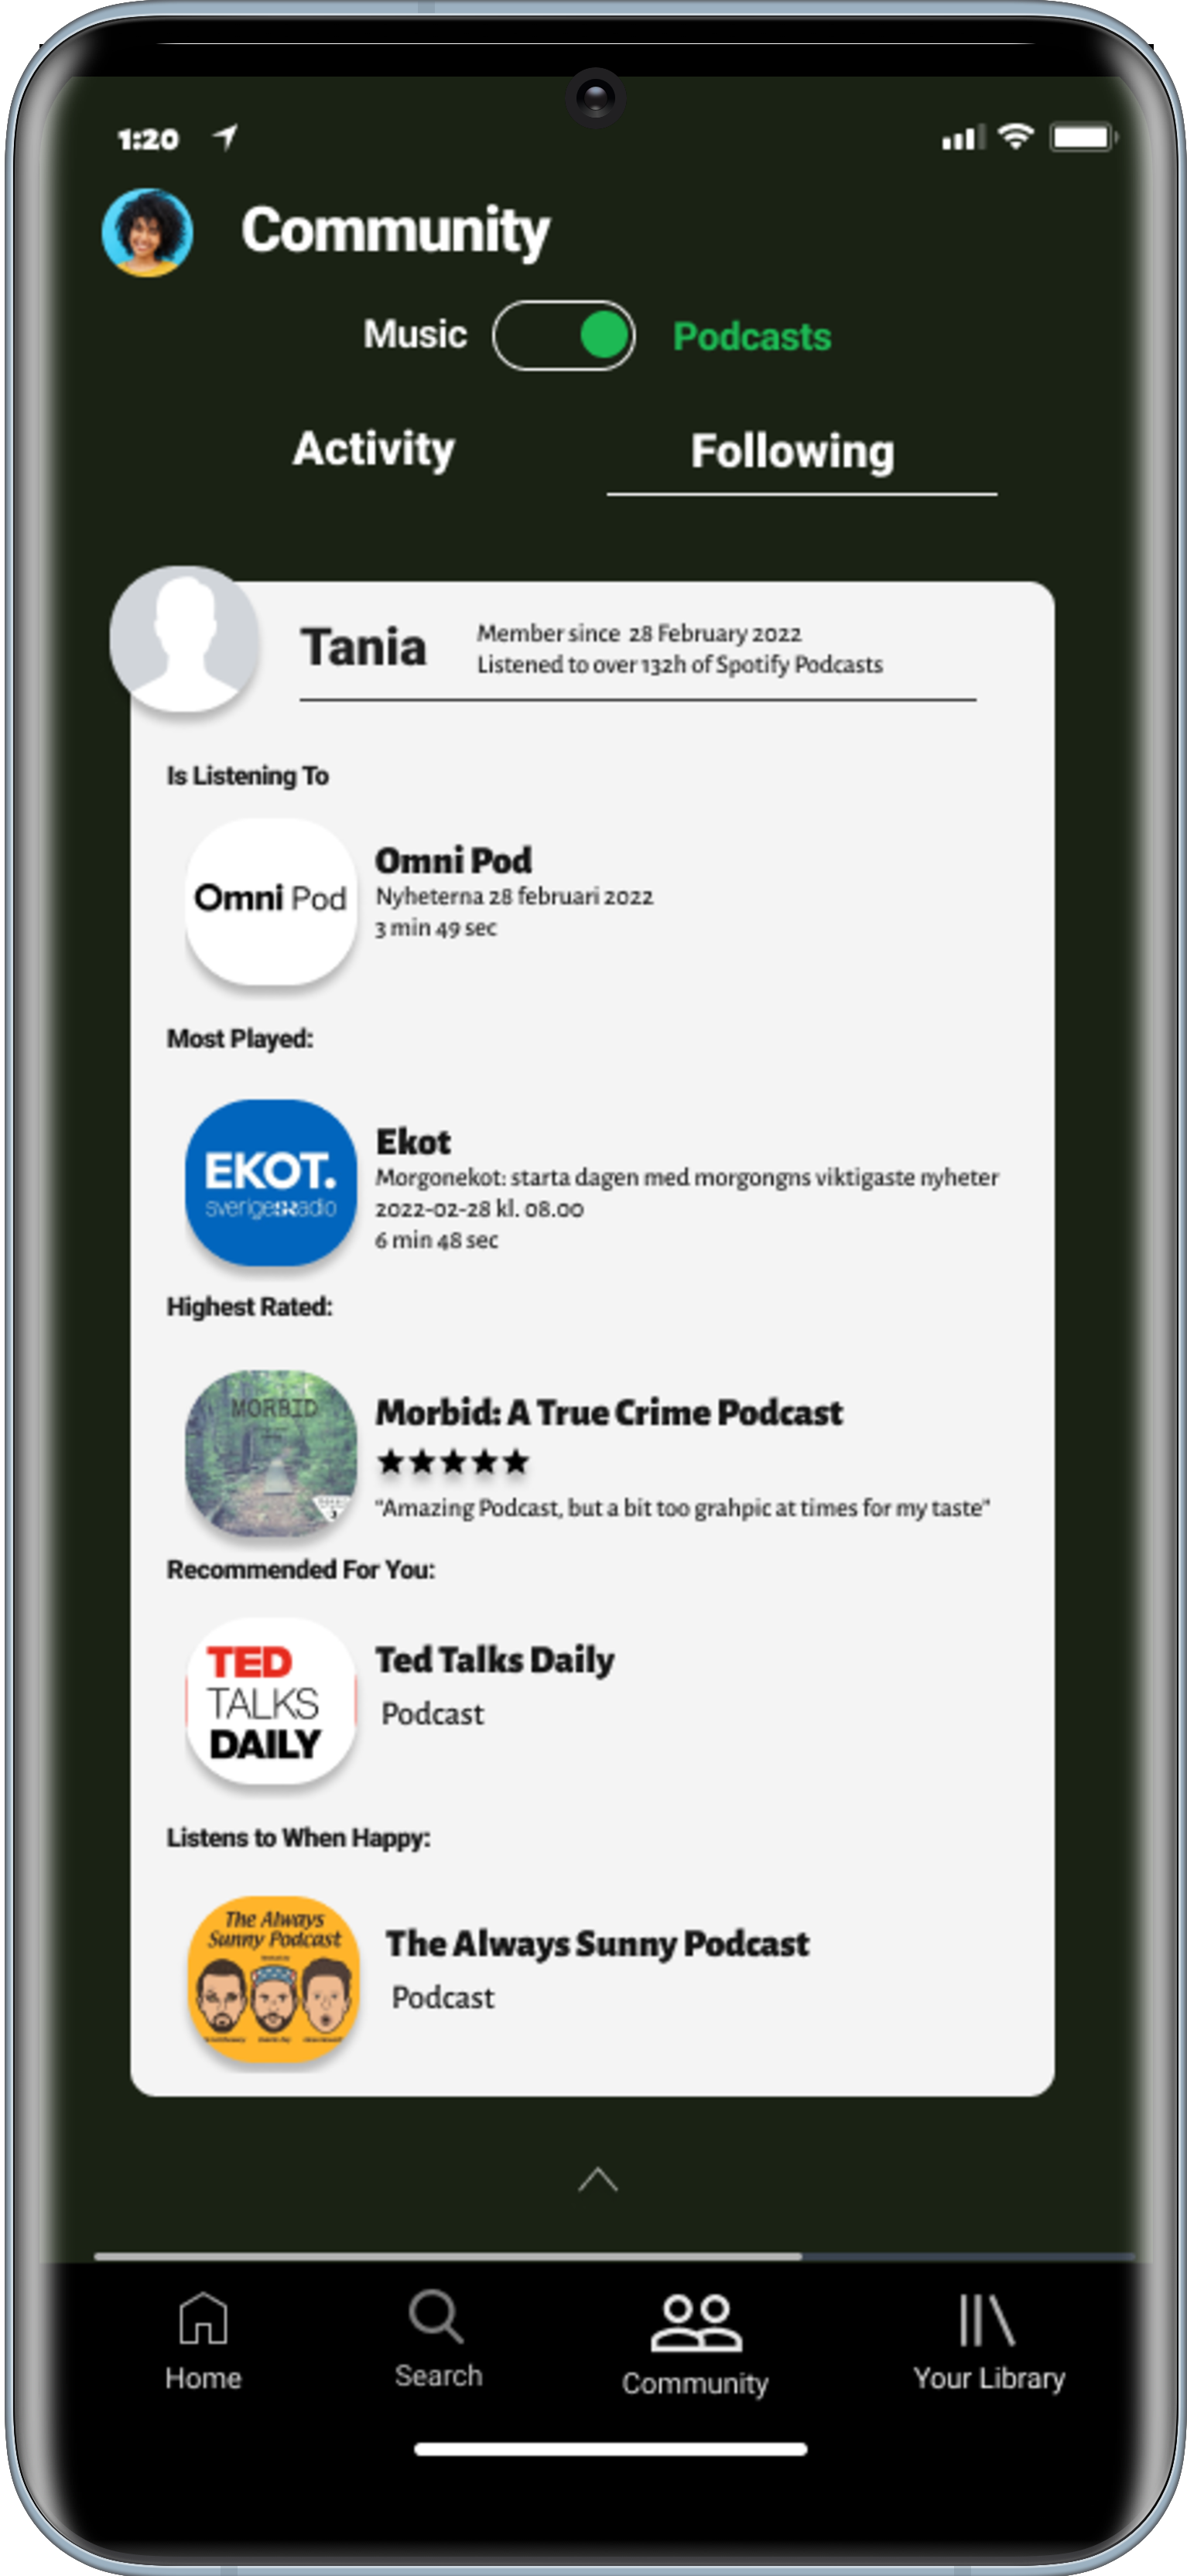 1:20
Community
Music
Podcasts
Activity
Following
Tania
Member since 28 February 2022
Listened to over 132h of Spotify Podcasts
Is Listening To
Omni Pod
Omni Pod
Nyheterna 28 februari 2022
3 min 49 sec
Most Played:
EKOT.
sverigesradio
Ekot
Morgonekot: starta dagen med morgongns viktigaste nyheter
2022-02-28 kl. 08.00
6 min 48 sec
Highest Rated:
MORBID
Morbid: A True Crime Podcast
"Amazing Podcast, but a bit too grahpic at times for my taste"
Recommended For You:
TED
TALKS
DAILY
Ted Talks Daily
Podcast
Listens to When Happy:
The Always
Sunny Podcast
The Always Sunny Podcast
Podcast
Home
Search
Community
Your Library